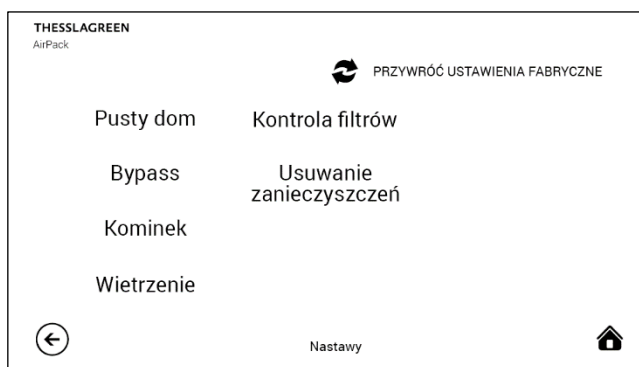 THESSLAGREEN
AirPack
PRZYWRÓĆ USTAWIENIA FABRYCZNE
Pusty dom
Kontrola filtrów
Bypass
Usuwanie
zanieczyszczeń
Kominek
Wietrzenie
Nastawy